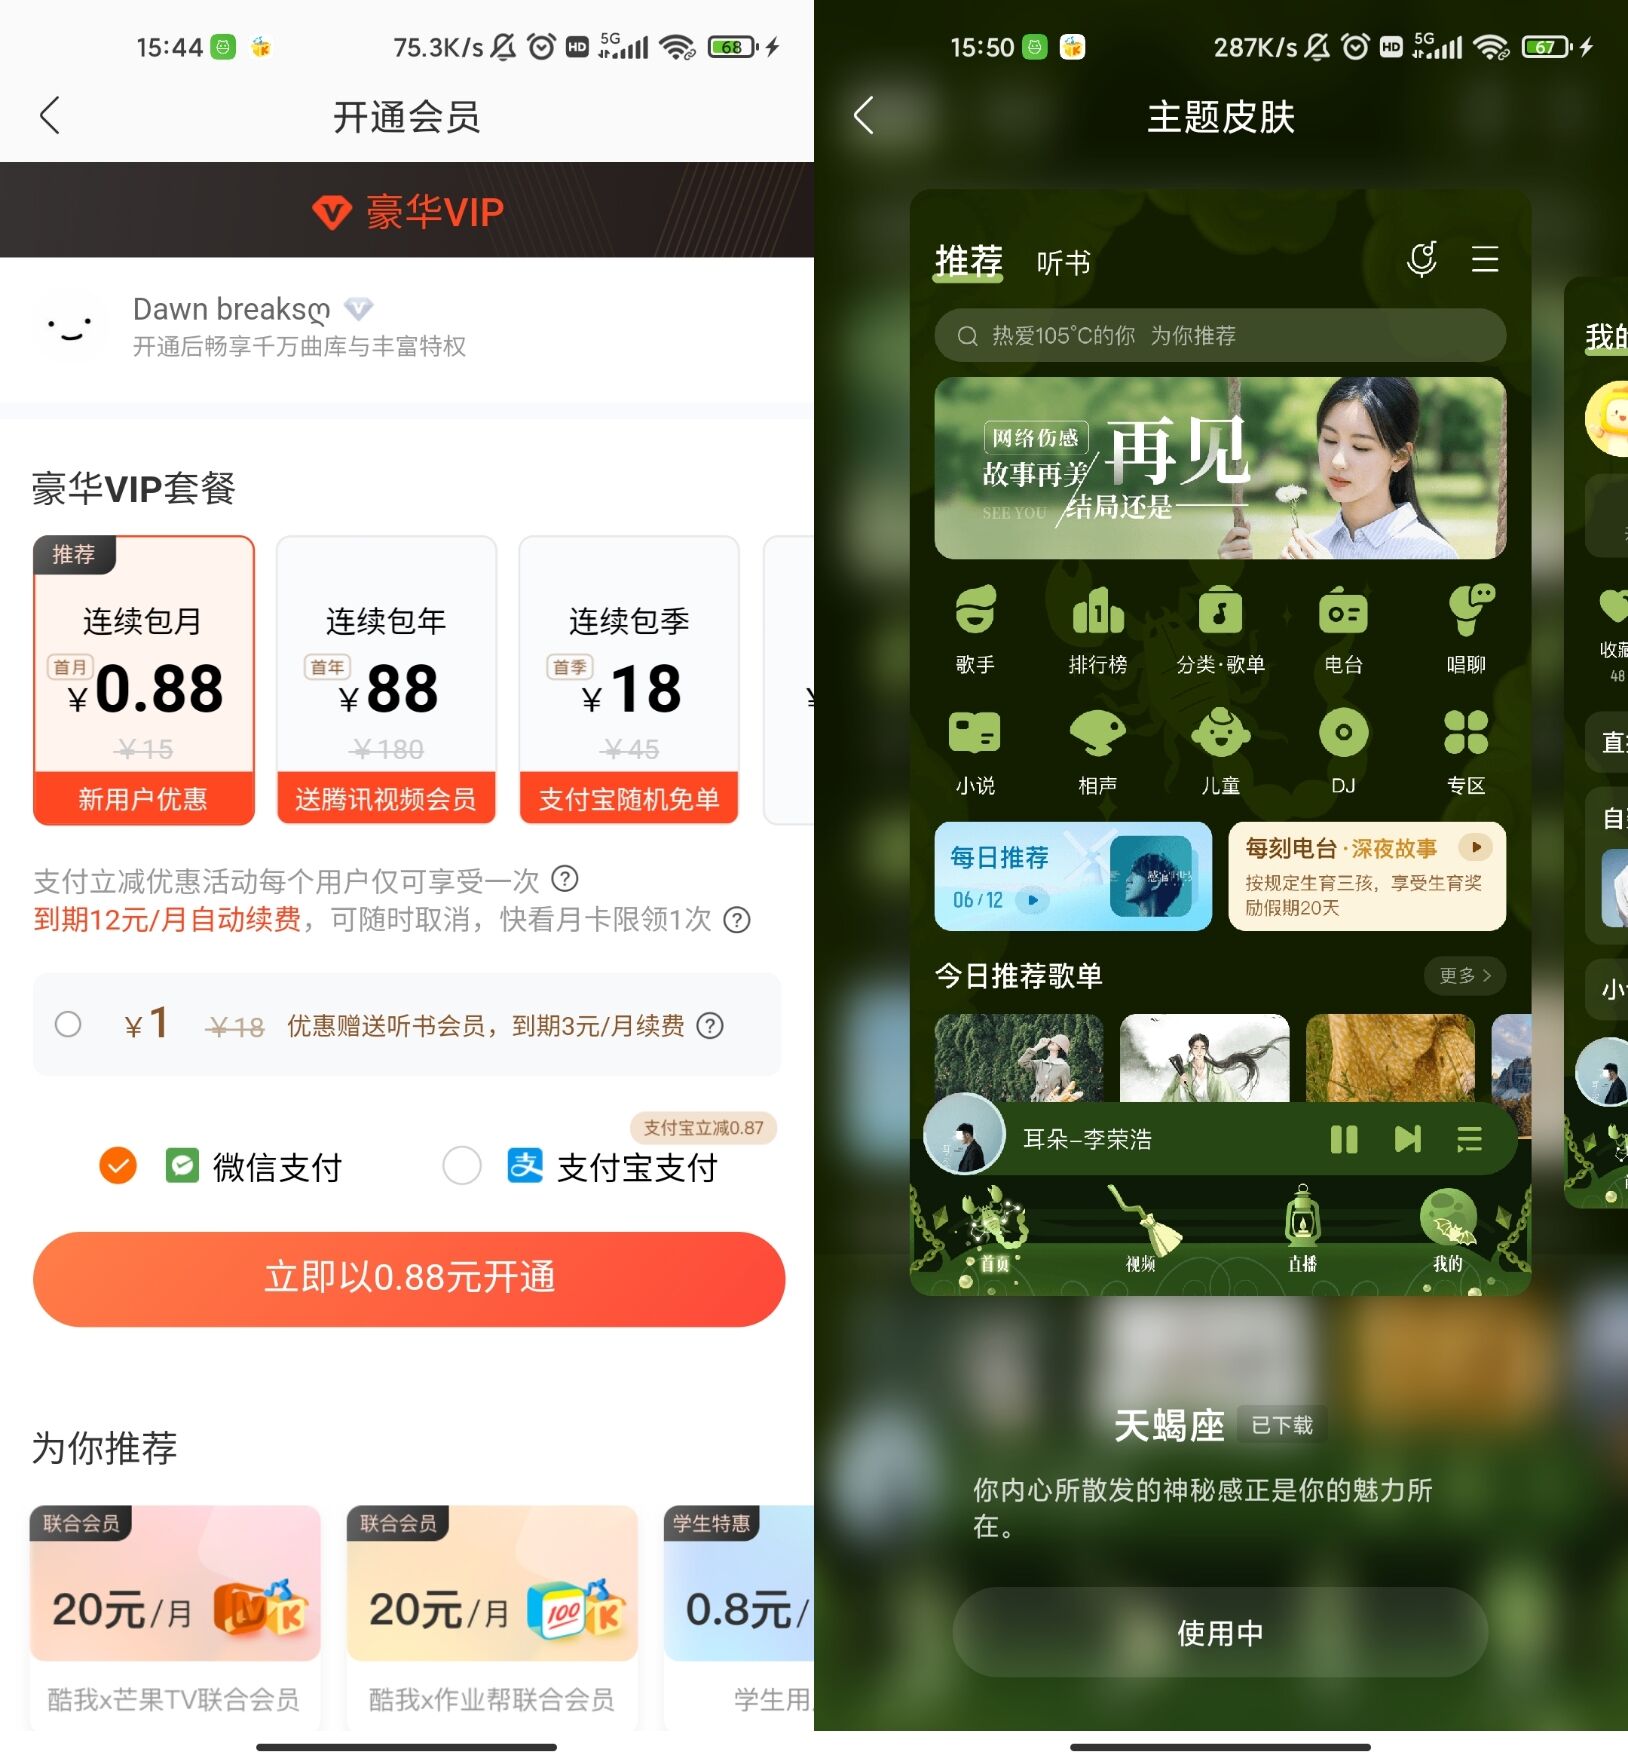 15:44
75.3K/s
HD
5G
68
开通会员
豪华VIP
Dawn breaksღ
开通后畅享千万曲库与丰富特权
豪华VIP套餐
推荐
连续包月
首月
¥0.88
¥15
新用户优惠
连续包年
首年
¥88
¥180
送腾讯视频会员
连续包季
首季
¥18
¥45
支付宝随机免单
支付立减优惠活动每个用户仅可享受一次
到期12元/月自动续费，可随时取消，快看月卡限领1次
¥1 ¥18 优惠赠送听书会员，到期3元/月续费
支付宝立减0.87
微信支付
支付宝支付
立即以0.88元开通
为你推荐
联合会员
20元/月
酷我x芒果TV联合会员
联合会员
20元/月
酷我x作业帮联合会员
学生特惠
0.8元/
学生用
15:50
287K/s
HD
5G
67
主题皮肤
推荐
听书
热爱105°C的你 为你推荐
网络伤感
故事再美
再见
SEE YOU
结局还是
歌手
排行榜
分类·歌单
电台
唱聊
小说
相声
儿童
DJ
专区
每日推荐
06/12
每刻电台·深夜故事
按规定生育三孩，享受生育奖
励假期20天
今日推荐歌单
更多
耳朵-李荣浩
首页
视频
直播
我的
我的
收藏
48
直
自
小
天蝎座
已下载
你内心所散发的神秘感正是你的魅力所
在。
使用中